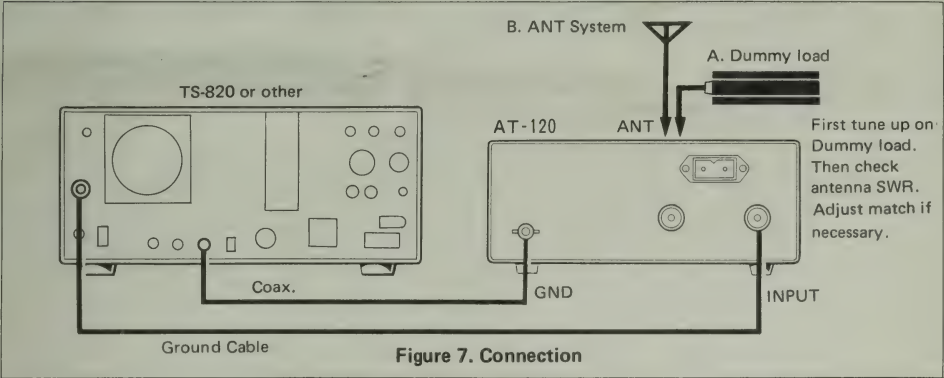 B. ANT System
A. Dummy load
TS-820 or other
AT-120
ANT
First tune up on
Dummy load.
Then check
antenna SWR.
Adjust match if
necessary.
Coax.
GND
INPUT
Ground Cable
Figure 7. Connection